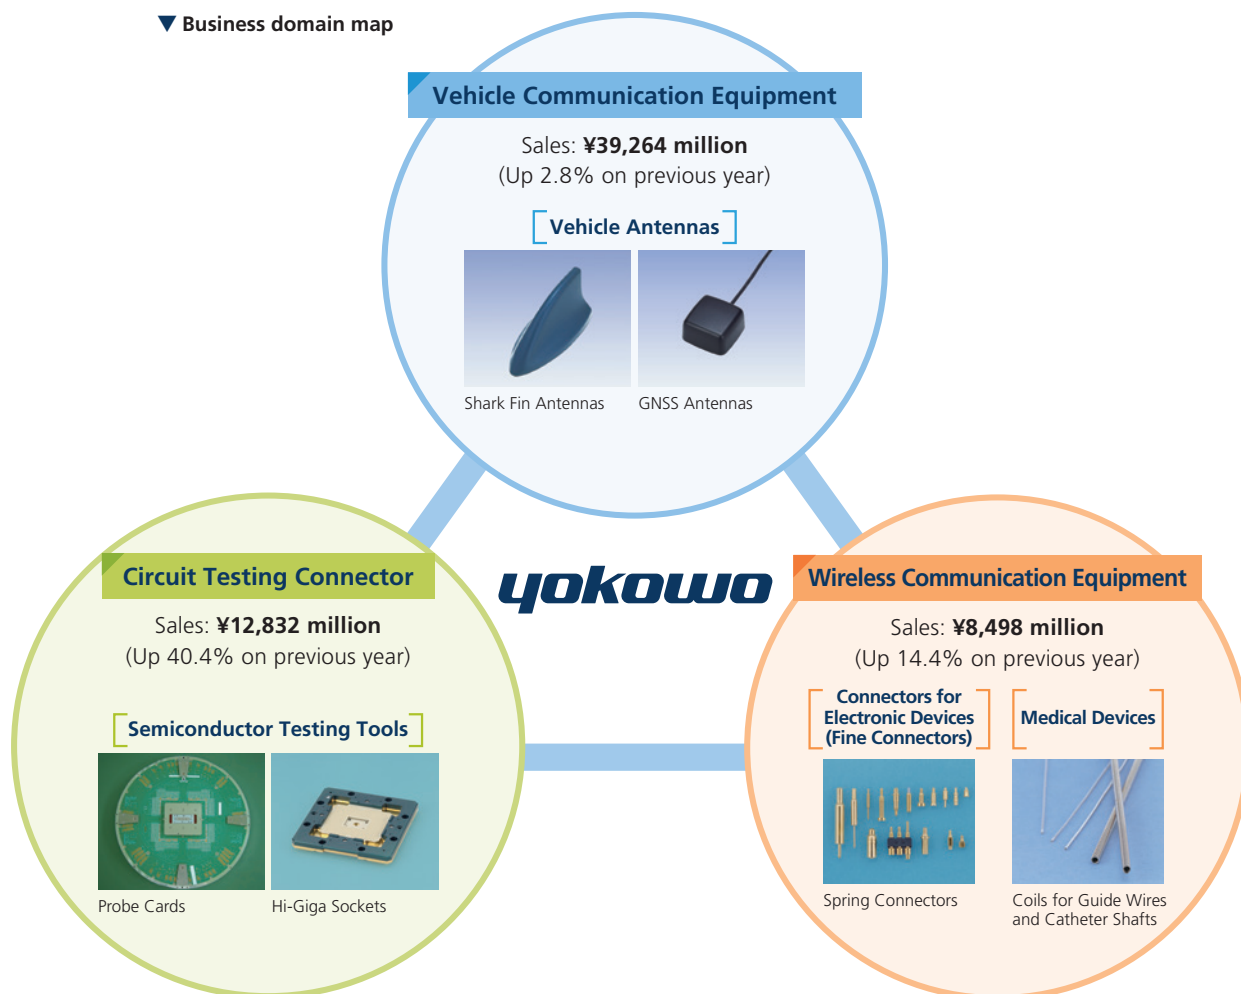 ▼ Business domain map
Vehicle Communication Equipment
Sales: ¥39,264 million
(Up 2.8% on previous year)
Vehicle Antennas
Shark Fin Antennas
GNSS Antennas
Circuit Testing Connector
Sales: ¥12,832 million
(Up 40.4% on previous year)
Semiconductor Testing Tools
Probe Cards
Hi-Giga Sockets
yokowo
Wireless Communication Equipment
Sales: ¥8,498 million
(Up 14.4% on previous year)
Connectors for
Electronic Devices
(Fine Connectors)
Spring Connectors
Medical Devices
Coils for Guide Wires
and Catheter Shafts